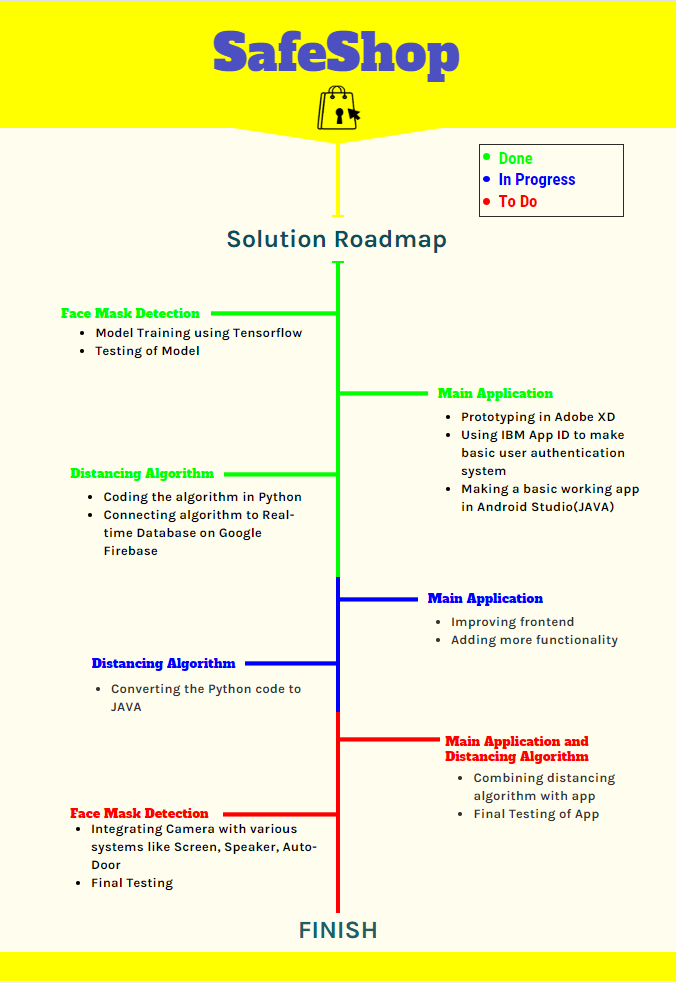 SafeShop
Done
In Progress
To Do
Solution Roadmap
Face Mask Detection
• Model Training using Tensorflow
• Testing of Model
Main Application
• Prototyping in Adobe XD
• Using IBM App ID to make
basic user authentication
system
• Making a basic working app
in Android Studio(JAVA)
Distancing Algorithm
• Coding the algorithm in Python
• Connecting algorithm to Real-
time Database on Google
Firebase
Main Application
• Improving frontend
• Adding more functionality
Distancing Algorithm
• Converting the Python code to
JAVA
Main Application and
Distancing Algorithm
• Combining distancing
algorithm with app
• Final Testing of App
Face Mask Detection
• Integrating Camera with various
systems like Screen, Speaker, Auto-
Door
• Final Testing
FINISH